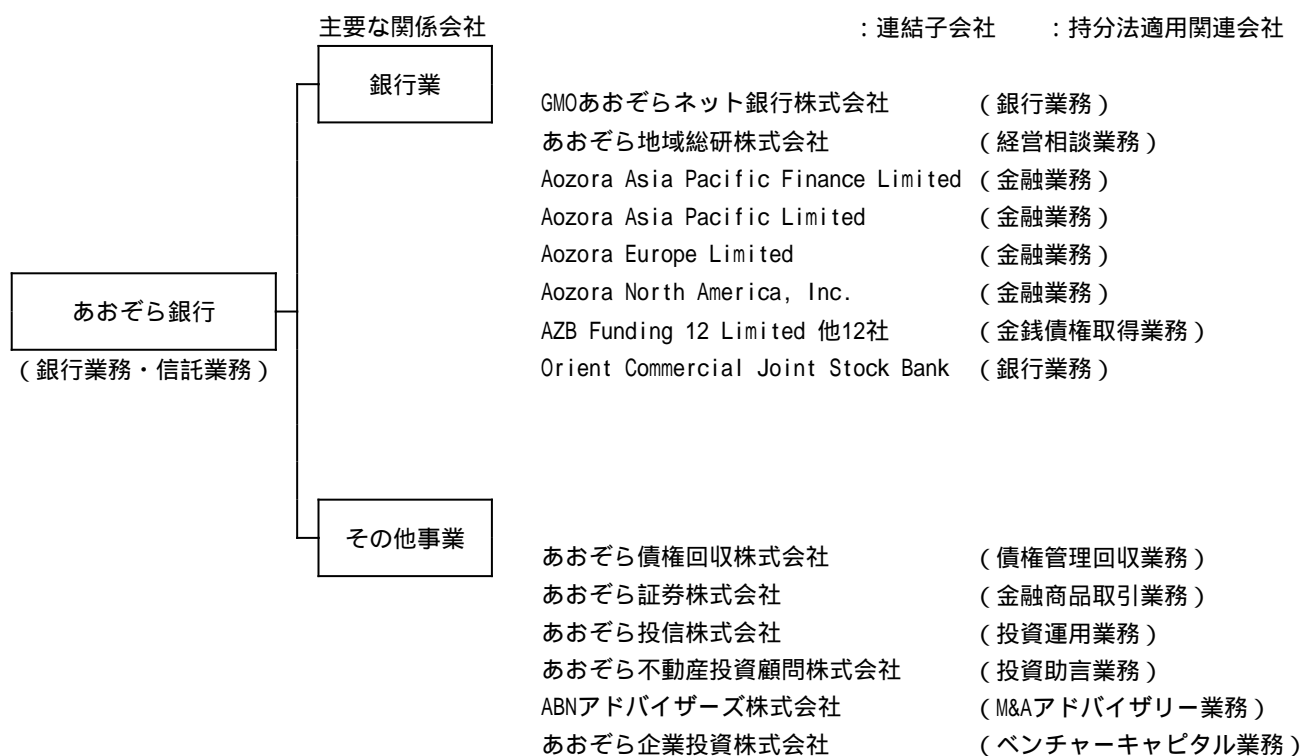 主要な関係会社 ：連結子会社 ：持分法適用関連会社
銀行業
GMOあおぞらネット銀行株式会社 （銀行業務）
あおぞら地域総研株式会社 （経営相談業務）
Aozora Asia Pacific Finance Limited （金融業務）
Aozora Asia Pacific Limited （金融業務）
Aozora Europe Limited （金融業務）
Aozora North America, Inc. （金融業務）
あおぞら銀行
AZB Funding 12 Limited 他12社 （金銭債権取得業務）
（銀行業務・信託業務）
Orient Commercial Joint Stock Bank （銀行業務）
その他事業
あおぞら債権回収株式会社 （債権管理回収業務）
あおぞら証券株式会社 （金融商品取引業務）
あおぞら投信株式会社 （投資運用業務）
あおぞら不動産投資顧問株式会社 （投資助言業務）
ABNアドバイザーズ株式会社 （M&Aアドバイザリー業務）
あおぞら企業投資株式会社 （ベンチャーキャピタル業務）